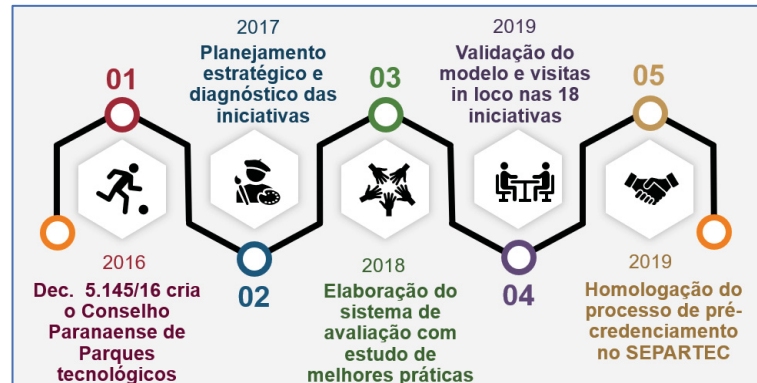 01
2016
Dec. 5.145/16 cria
o Conselho
Paranaense de
Parques
tecnológicos
2017
Planejamento
estratégico e
diagnóstico das
iniciativas
02
03
2018
Elaboração do
sistema de
avaliação com
estudo de
melhores práticas
2019
Validação do
modelo e visitas
in loco nas 18
iniciativas
04
05
2019
Homologação do
processo de pré-
credenciamento
no SEPARTEC